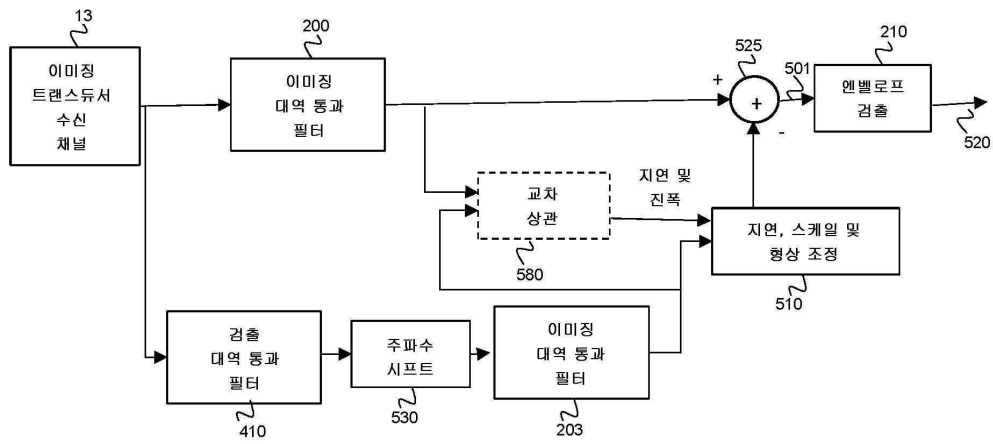 13
이미징
트랜스듀서
수신
채널
200
이미징
대역 통과
필터
525
+
+
-
501
210
엔벨로프
검출
520
교차
상관
580
지연 및
진폭
지연, 스케일 및
형상 조정
510
검출
대역 통과
필터
410
주파수
시프트
530
이미징
대역 통과
필터
203